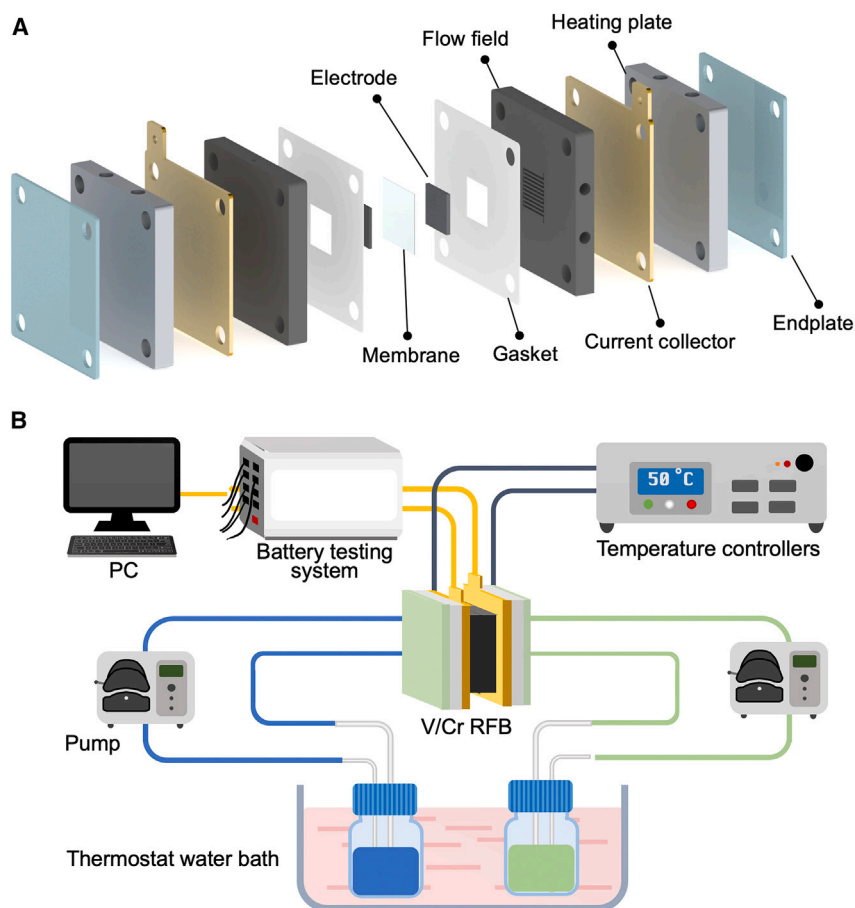 A
Heating plate
Flow field
Electrode
Membrane
Gasket
Current collector
Endplate
B
50 °C
PC
Battery testing
system
Temperature controllers
Pump
V/Cr RFB
Thermostat water bath